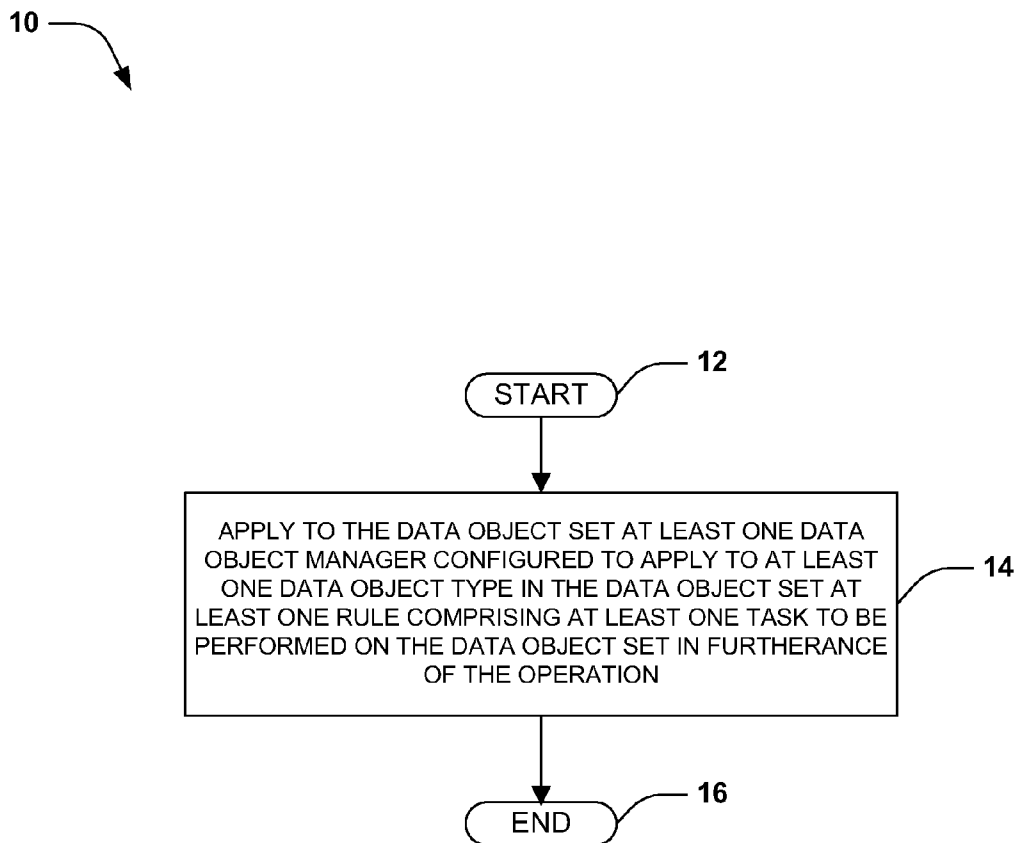 10
12
START
APPLY TO THE DATA OBJECT SET AT LEAST ONE DATA
OBJECT MANAGER CONFIGURED TO APPLY TO AT LEAST
ONE DATA OBJECT TYPE IN THE DATA OBJECT SET AT
LEAST ONE RULE COMPRISING AT LEAST ONE TASK TO BE
PERFORMED ON THE DATA OBJECT SET IN FURTHERANCE
OF THE OPERATION
14
16
END